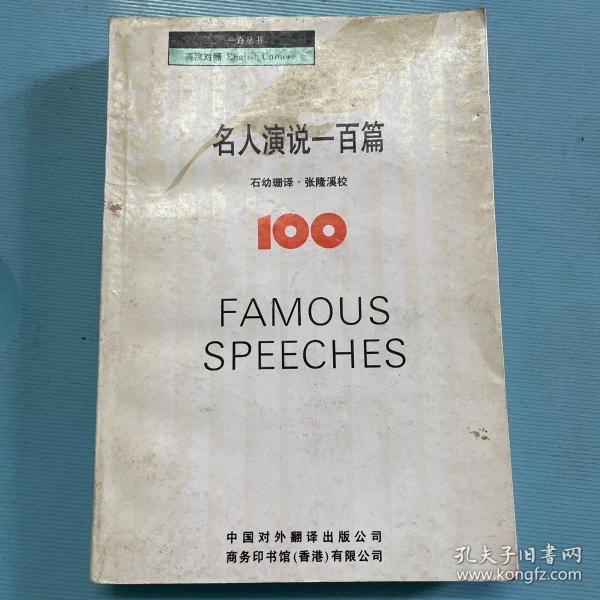 一百丛书
英汉对照 English Chinese
名人演说一百篇
石幼珊译·张隆溪校
100
FAMOUS
SPEECHES
中国对外翻译出版公司
商务印书馆(香港)有限公司
孔夫子旧书网
www.kongfz.com